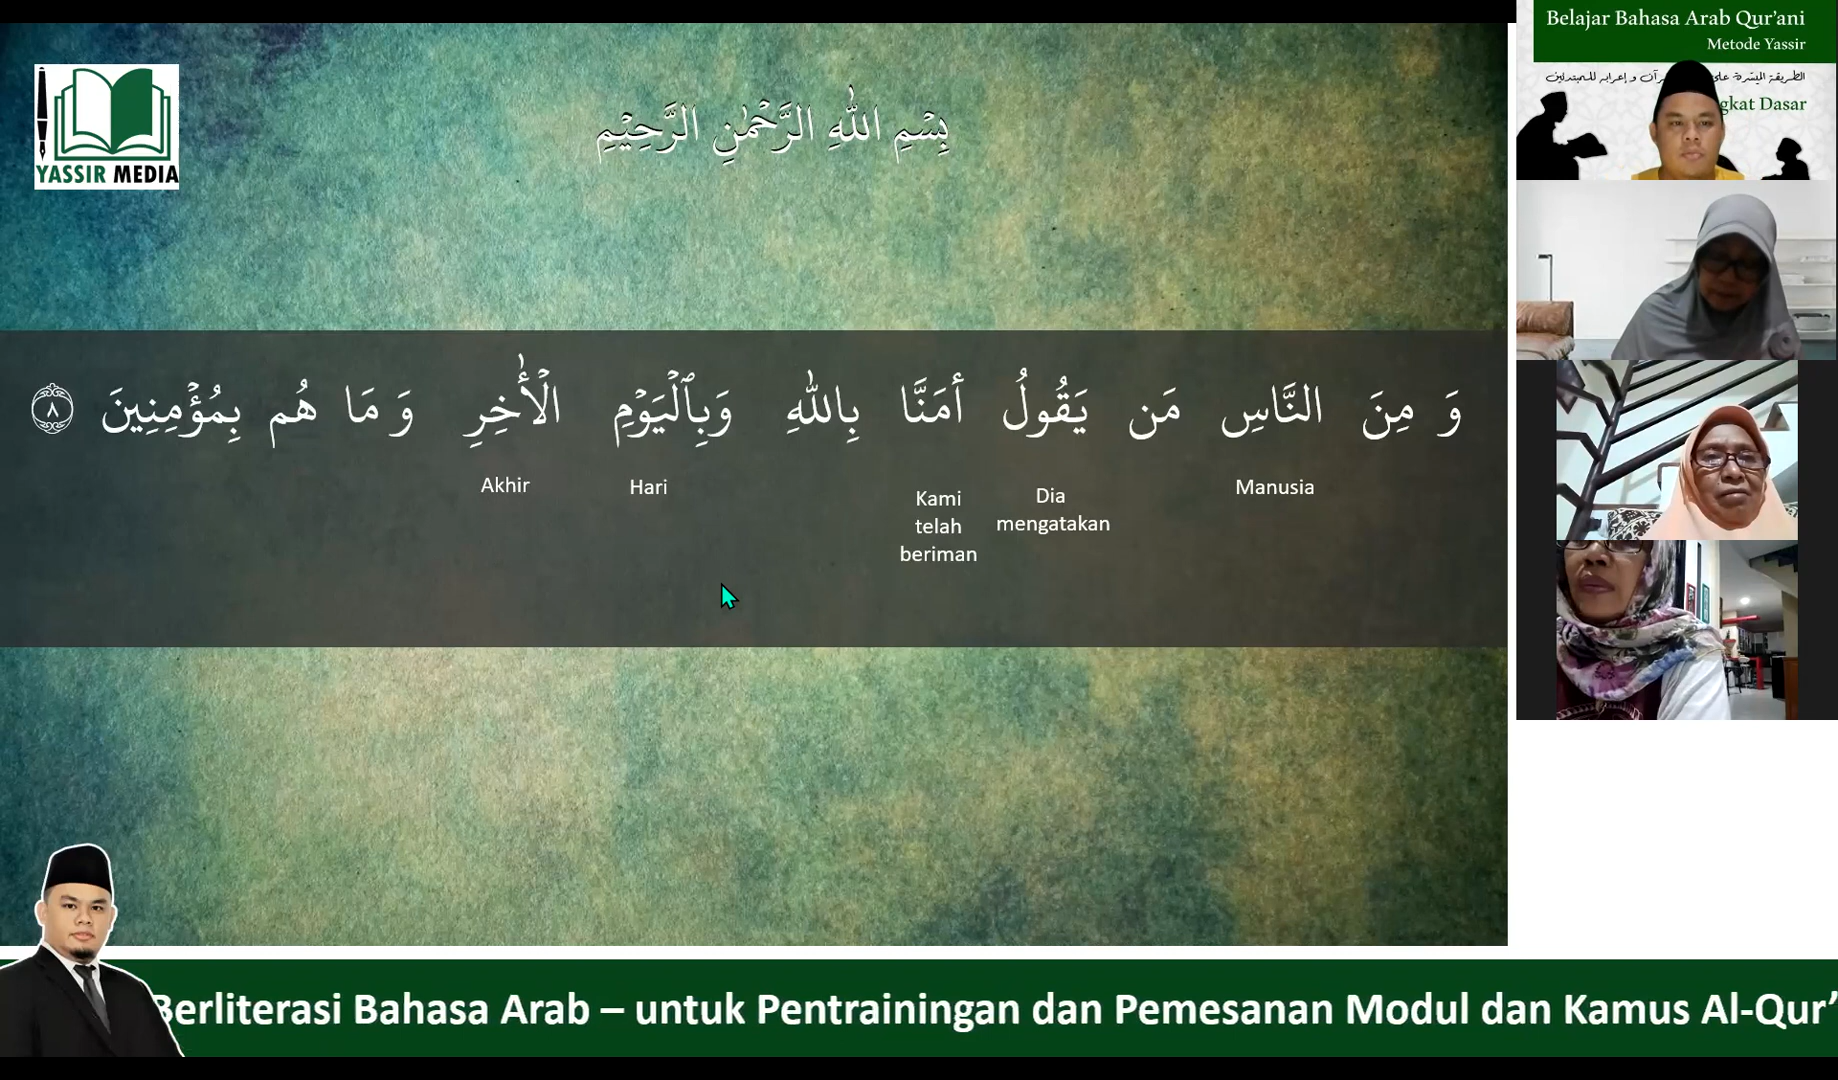 YASSIR MEDIA
بِسْمِ اللّٰهِ الرَّحْمٰنِ الرَّحِيْمِ
وَ مِنَ النَّاسِ مَن يَقُولُ أٰمَنَّا بِاللّٰهِ وَبِٱلْيَوْمِ الْأٰخِرِ وَ مَا هُم بِمُؤْمِنِينَ ٨
Manusia
Dia
mengatakan
Kami
telah
beriman
Hari
Akhir
Belajar Bahasa Arab Qur’ani
Metode Yassir
gkat Dasar
Berliterasi Bahasa Arab – untuk Pentrainingan dan Pemesanan Modul dan Kamus Al-Qur’